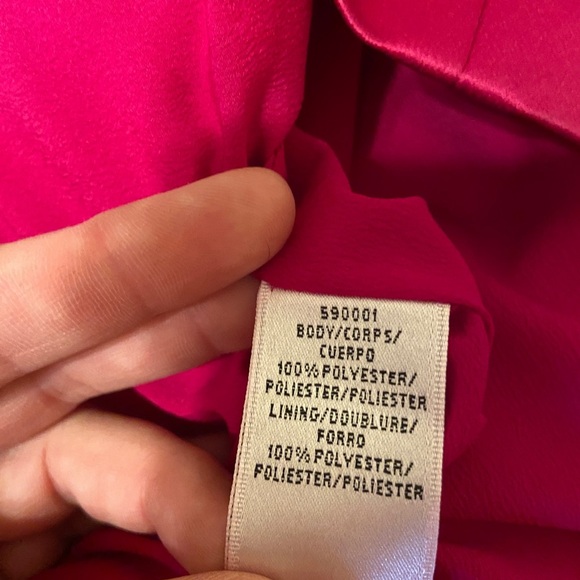 590001
BODY/CORPS/
CUERPO
100% POLYESTER/
POLIESTER/POLIESTER
LINING/DOUBLURE/
FORRO
100% POLYESTER/
POLIESTER/POLIESTER